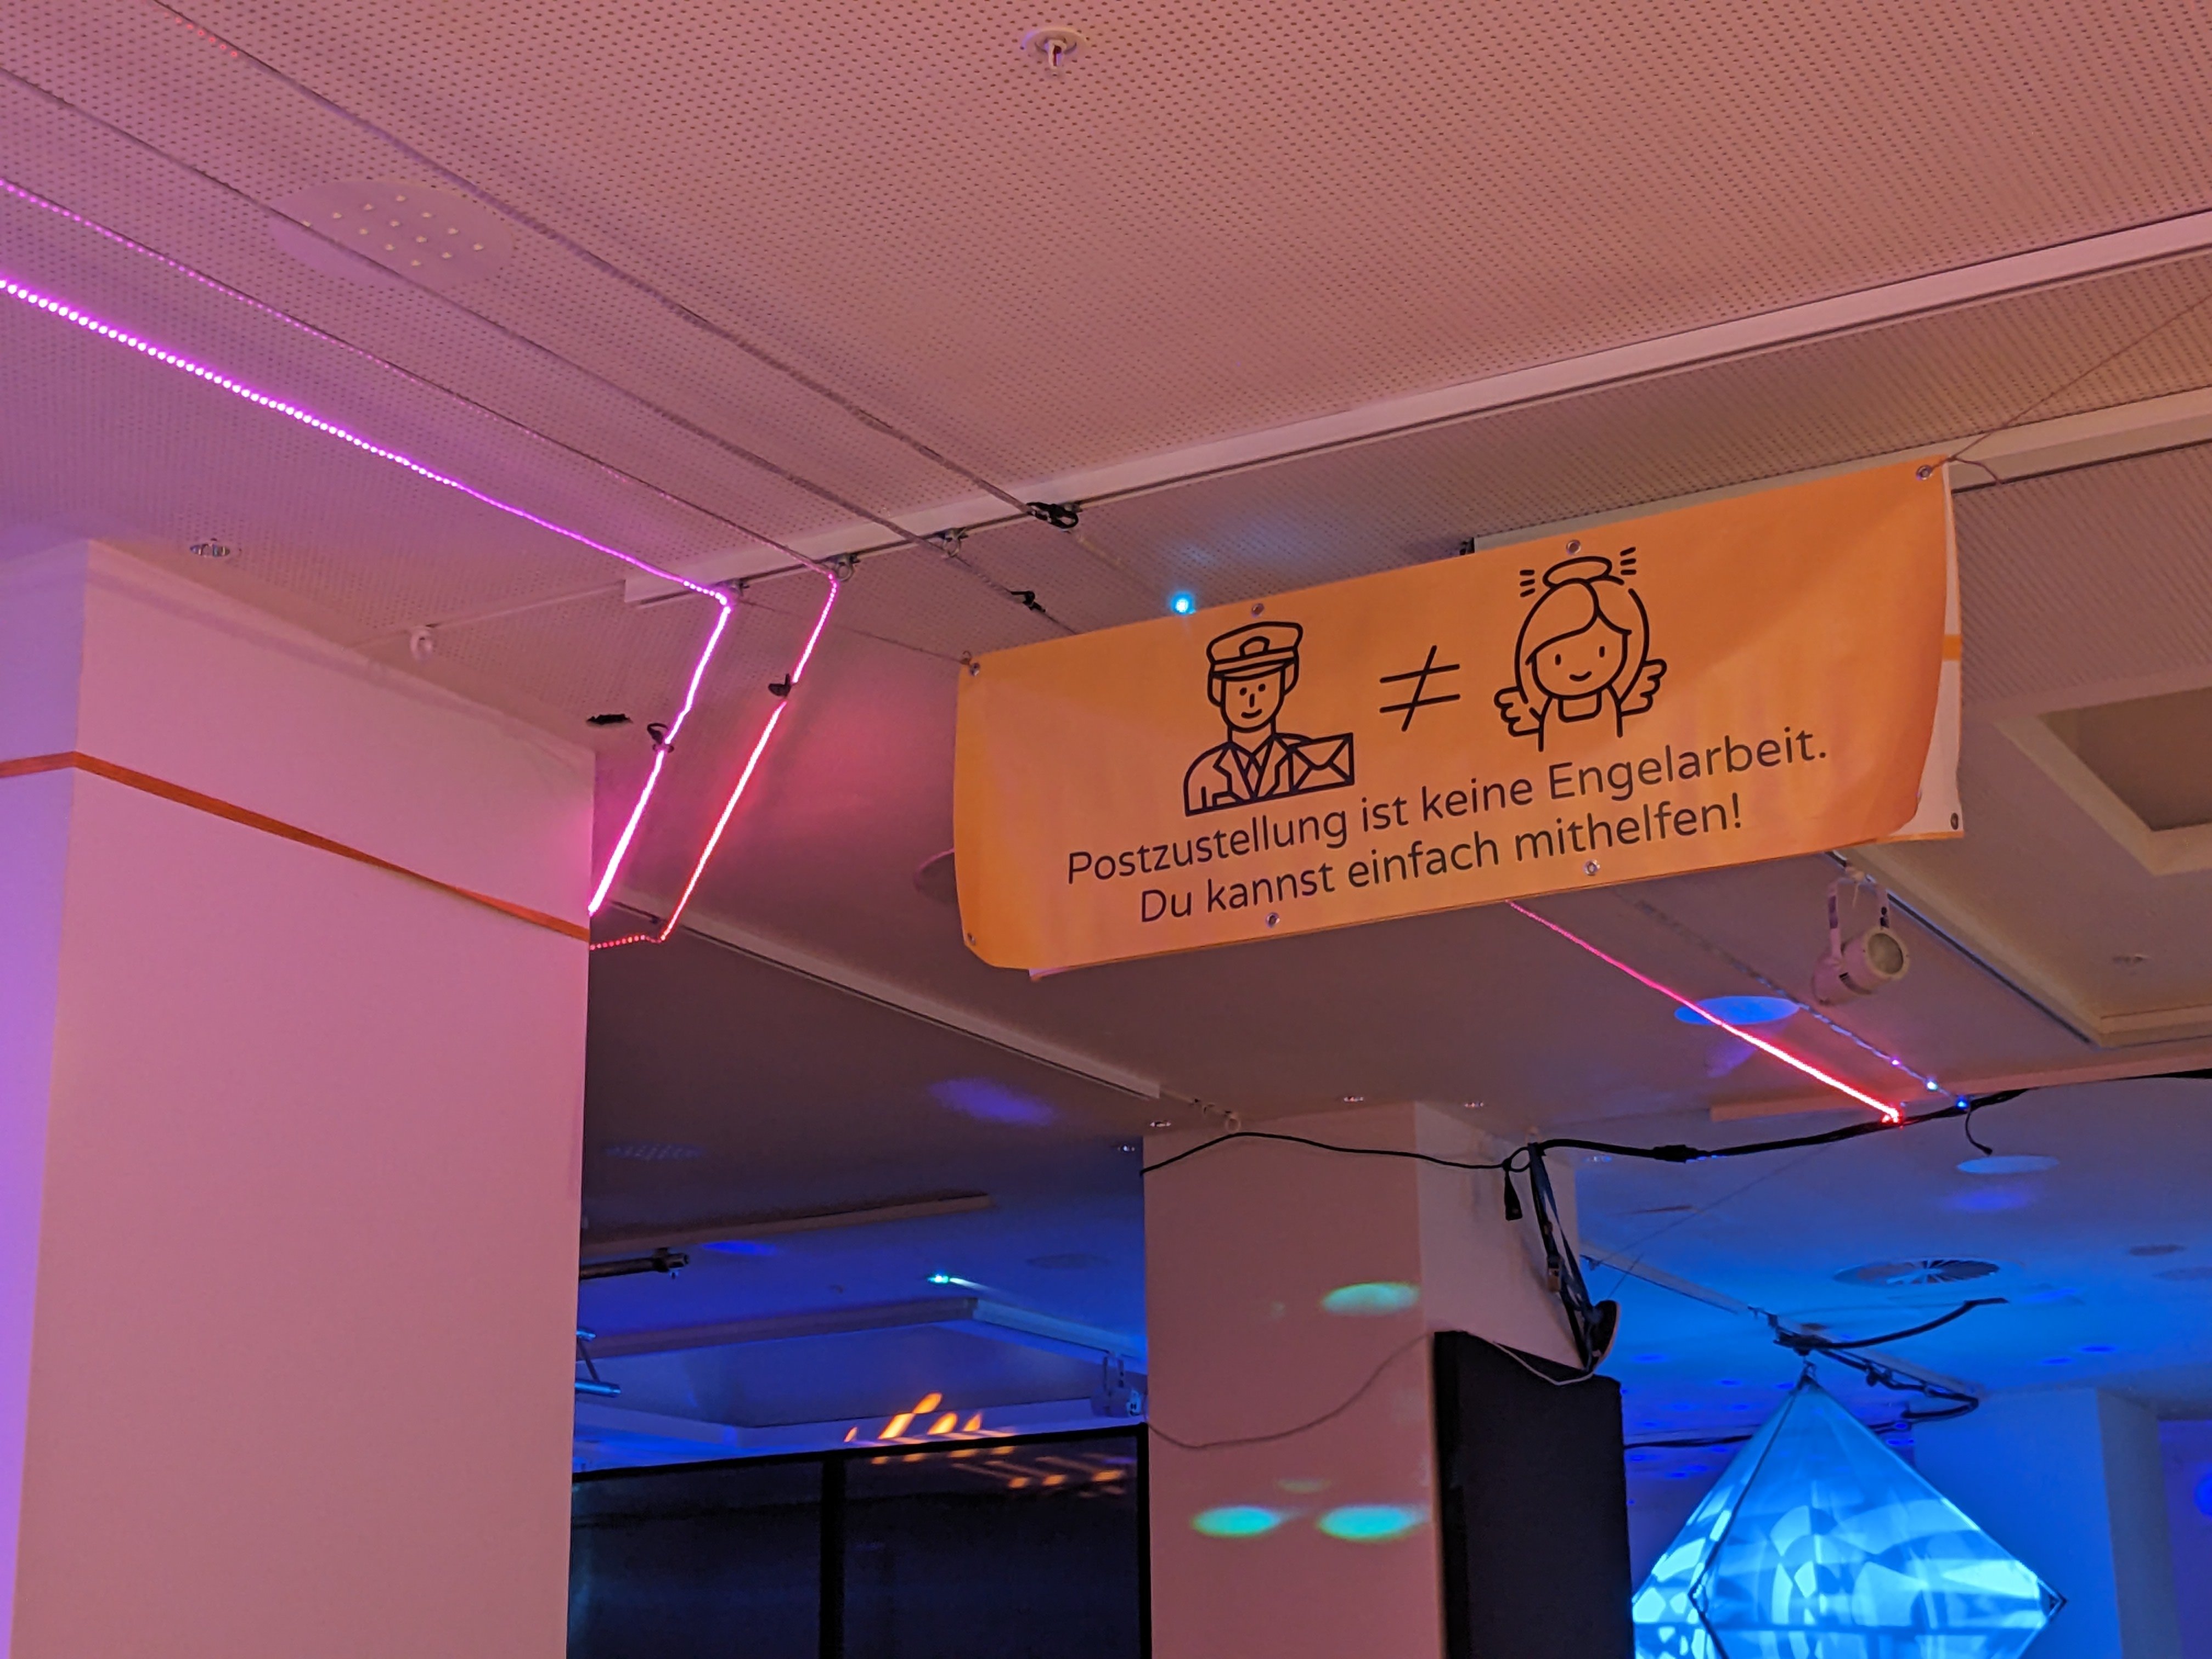 ≠
Postzustellung ist keine Engelarbeit.
Du kannst einfach mithelfen!